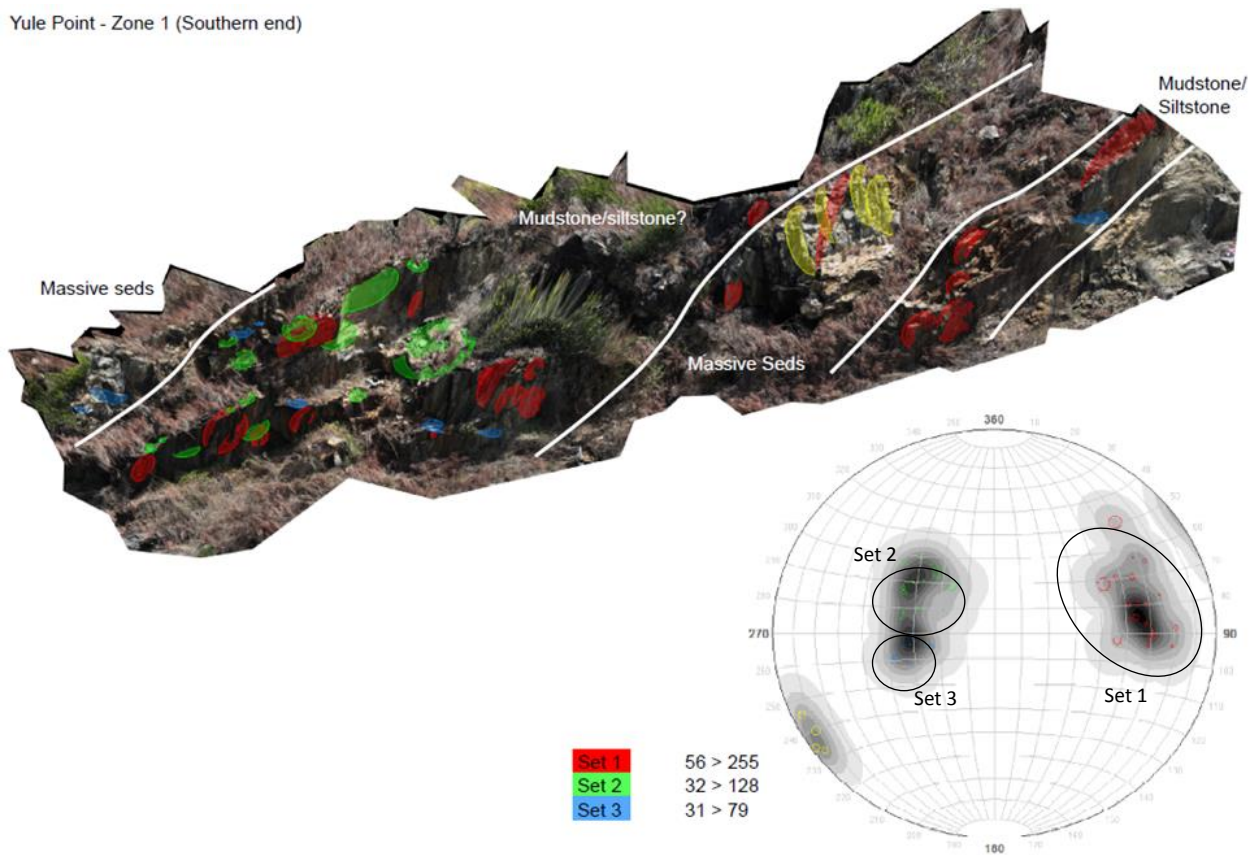 Yule Point - Zone 1 (Southern end)
Mudstone/
Siltstone
Mudstone/siltstone?
Massive seds
Massive Seds
360
Set 2
270
90
Set 3
Set 1
Set 1 56 > 255
Set 2 32 > 128
Set 3 31 > 79
180